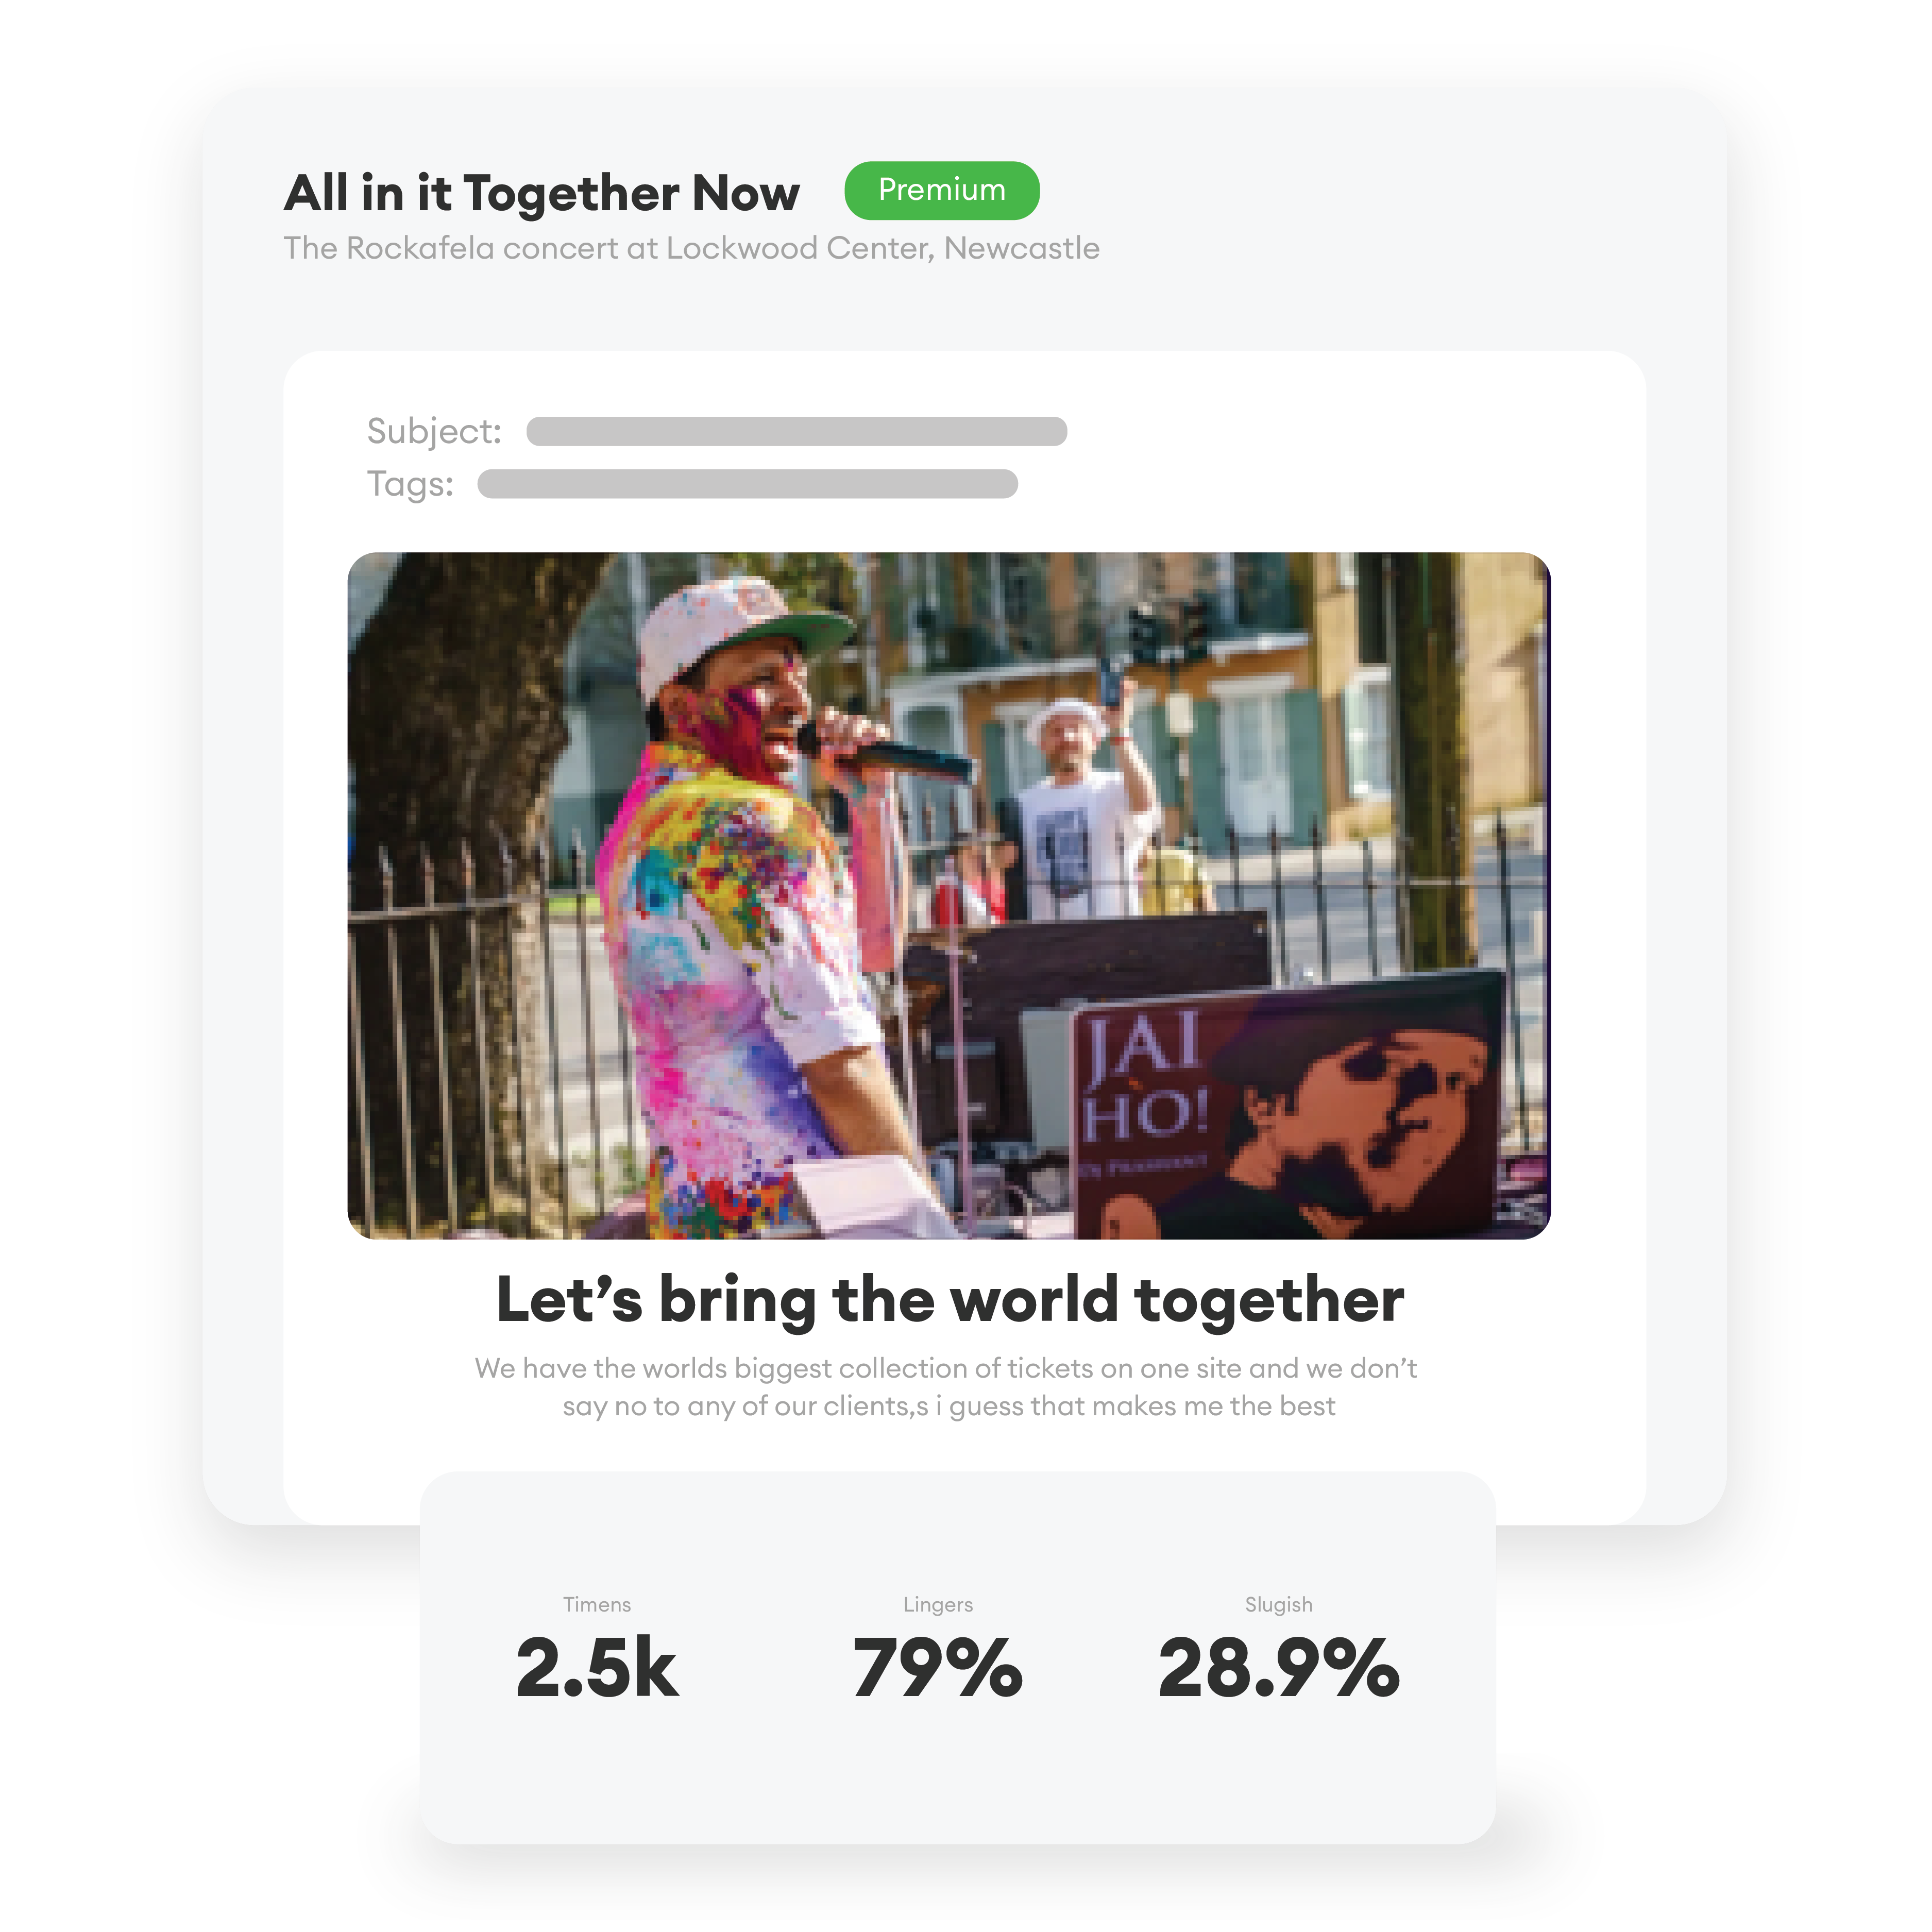 All in it Together Now
Premium
The Rockafela concert at Lockwood Center, Newcastle
Subject:
Tags:
JAI
HO!
Let’s bring the world together
We have the worlds biggest collection of tickets on one site and we don’t
say no to any of our clients,s i guess that makes me the best
Timens
Lingers
Slugish
2.5k
79%
28.9%